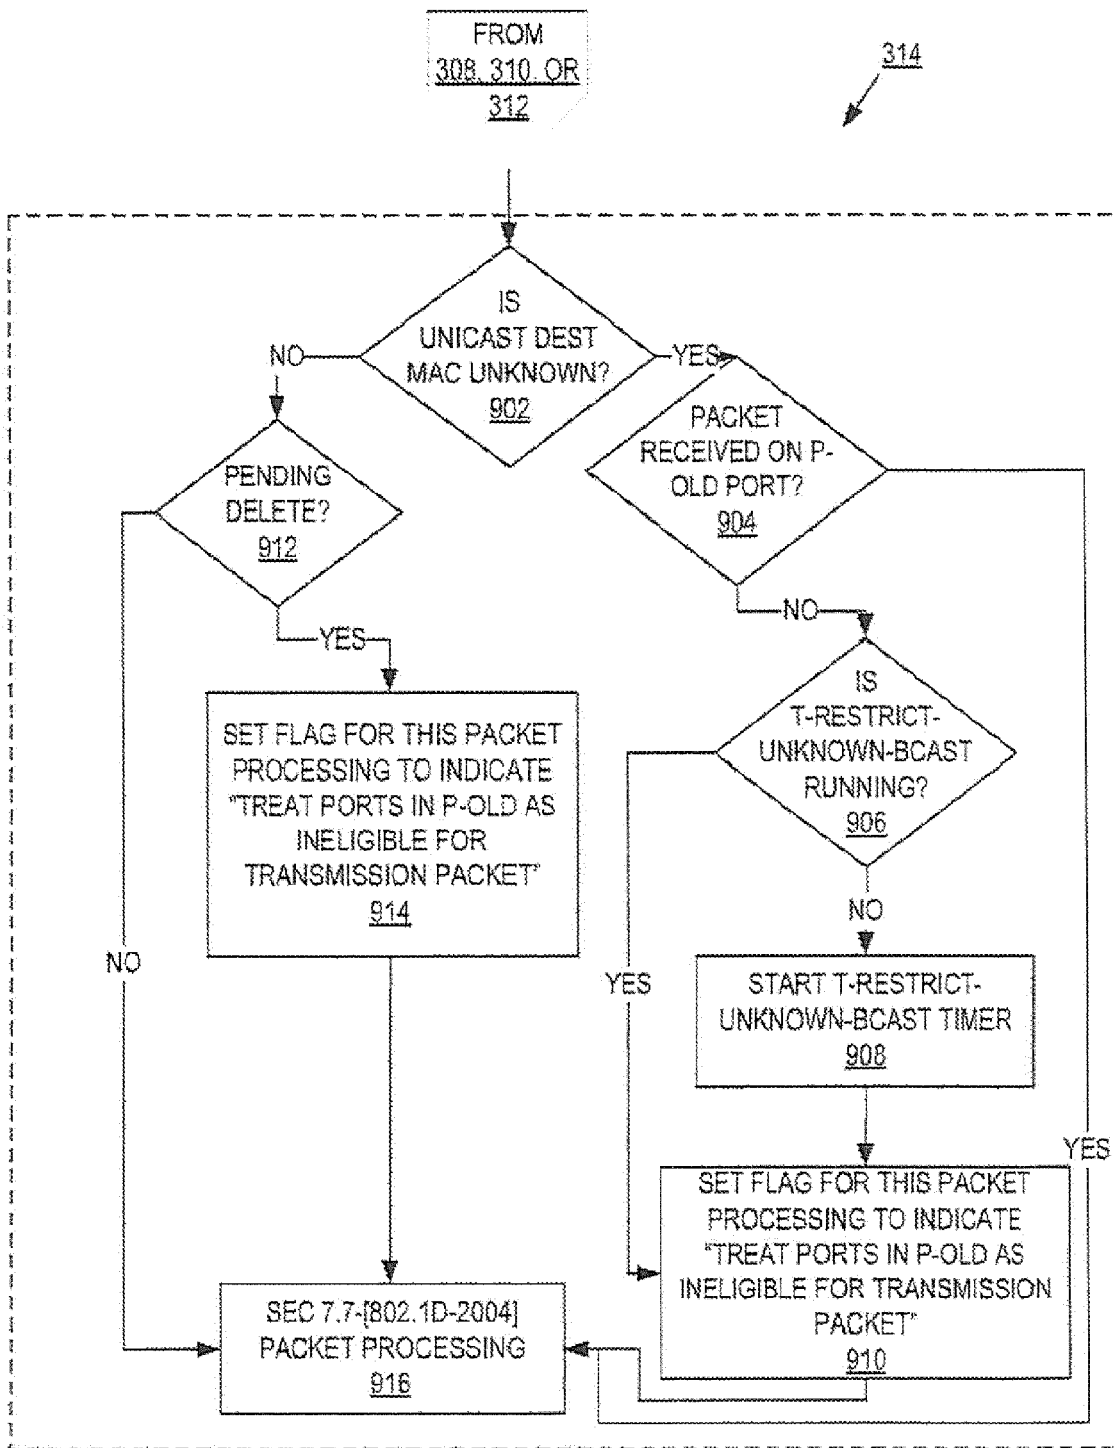 FROM
308, 310, OR
312
314
IS
UNICAST DEST
MAC UNKNOWN?
902
NO
YES
PENDING
DELETE?
912
PACKET
RECEIVED ON P-
OLD PORT?
904
YES
NO
SET FLAG FOR THIS PACKET
PROCESSING TO INDICATE
"TREAT PORTS IN P-OLD AS
INELIGIBLE FOR
TRANSMISSION PACKET"
914
IS
T-RESTRICT-
UNKNOWN-BCAST
RUNNING?
906
NO
NO
YES
START T-RESTRICT-
UNKNOWN-BCAST TIMER
908
YES
SET FLAG FOR THIS PACKET
PROCESSING TO INDICATE
"TREAT PORTS IN P-OLD AS
INELIGIBLE FOR TRANSMISSION
PACKET"
910
SEC 7.7-[802.1D-2004]
PACKET PROCESSING
916